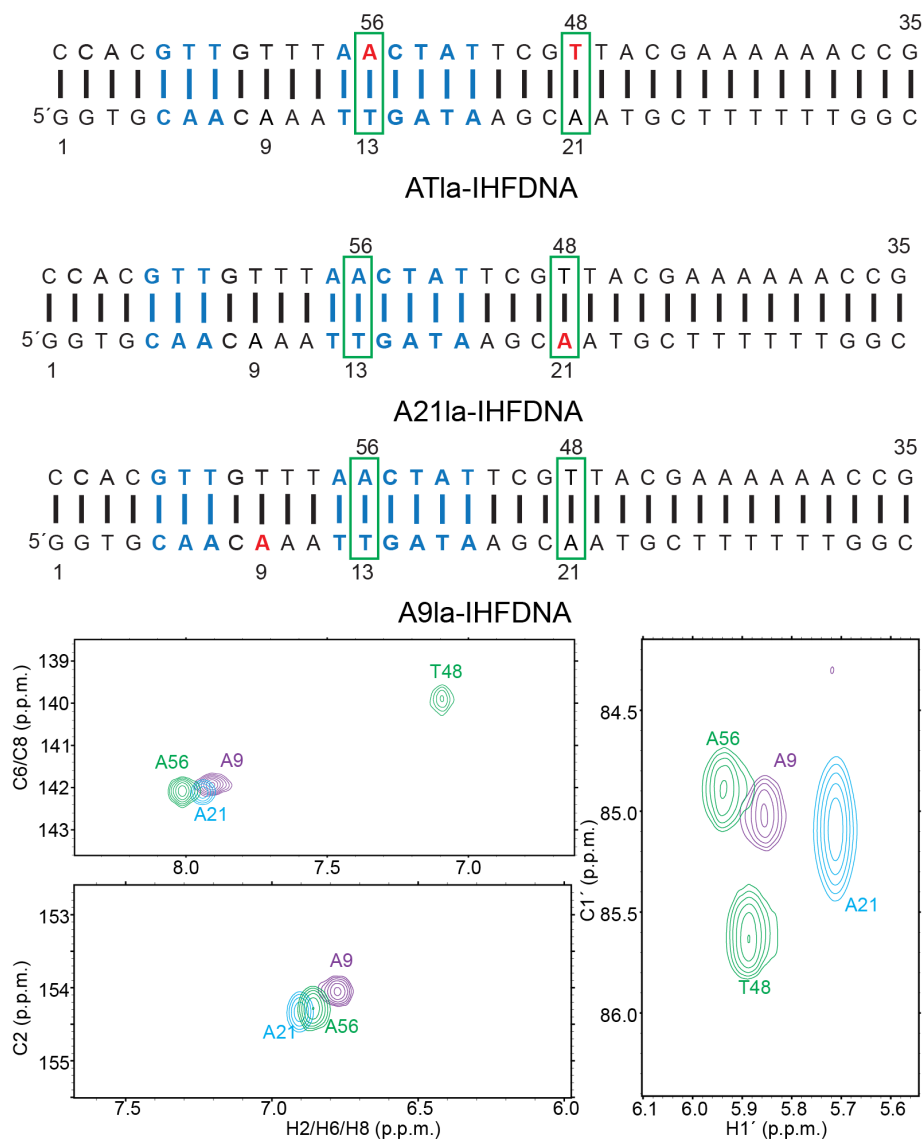 56 48 35
C C A C G T T G T T T A A C T A T T C G T T A C G A A A A A A C C G
5´G G T G C A A C A A A T T G A T A A G C A A T G C T T T T T T G G C
1 9 13 21
ATla-IHFDNA
56 48 35
C C A C G T T G T T T A A C T A T T C G T T A C G A A A A A A C C G
5´G G T G C A A C A A A T T G A T A A G C A A T G C T T T T T T G G C
1 9 13 21
A21la-IHFDNA
56 48 35
C C A C G T T G T T T A A C T A T T C G T T A C G A A A A A A C C G
5´G G T G C A A C A A A T T G A T A A G C A A T G C T T T T T T G G C
1 9 13 21
A9la-IHFDNA
C6/C8 (p.p.m.)
139
140
141
142
143
T48
A56
A9
A21
8.0 7.5 7.0
C2 (p.p.m.)
153
154
155
A9
A21
A56
7.5 7.0 6.5 6.0
H2/H6/H8 (p.p.m.)
C1´ (p.p.m.)
84.5
85.0
85.5
86.0
A56
A9
A21
T48
6.1 6.0 5.9 5.8 5.7 5.6
H1´ (p.p.m.)